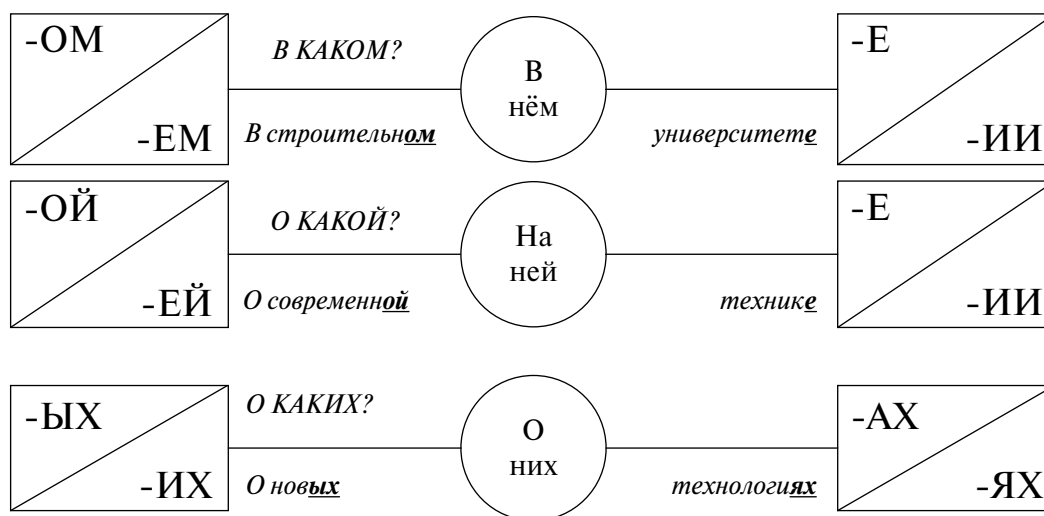 -ОМ
-ЕМ
В КАКОМ?
В строительном
В
нём
университете
-Е
-ИИ
-ОЙ
-ЕЙ
О КАКОЙ?
О современной
На
ней
технике
-Е
-ИИ
-ЫХ
-ИХ
О КАКИХ?
О новых
О
них
технологиях
-АХ
-ЯХ